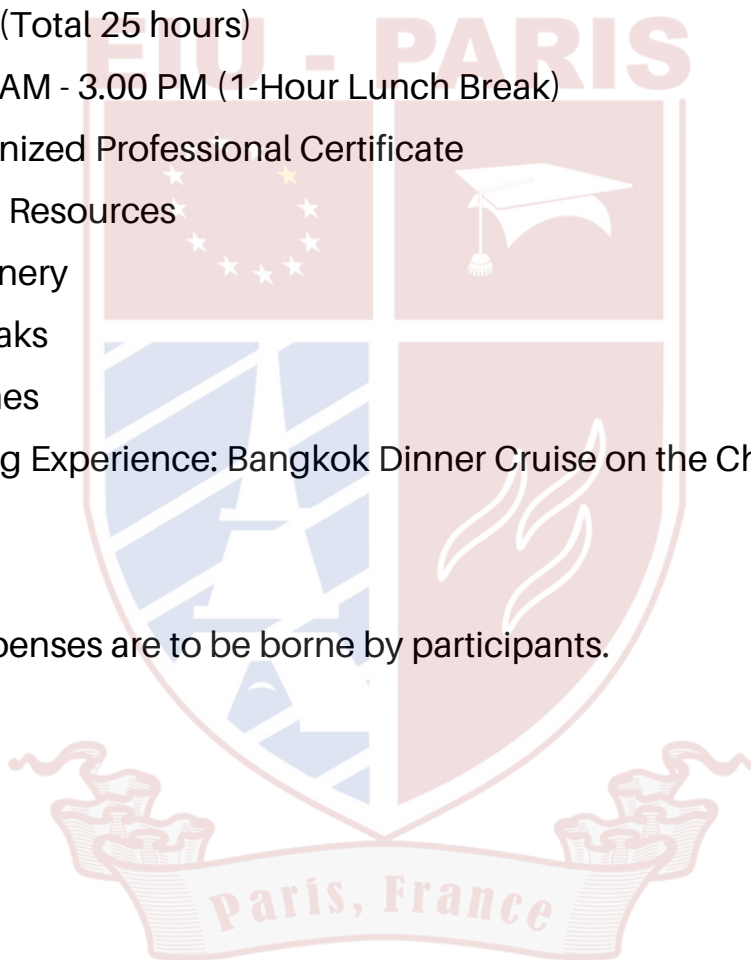 (Total 25 hours)
EIU - PARIS
AM - 3.00 PM (1-Hour Lunch Break)
nized Professional Certificate
Resources
nery
aks
nes
g Experience: Bangkok Dinner Cruise on the Ch
penses are to be borne by participants.
Paris, France